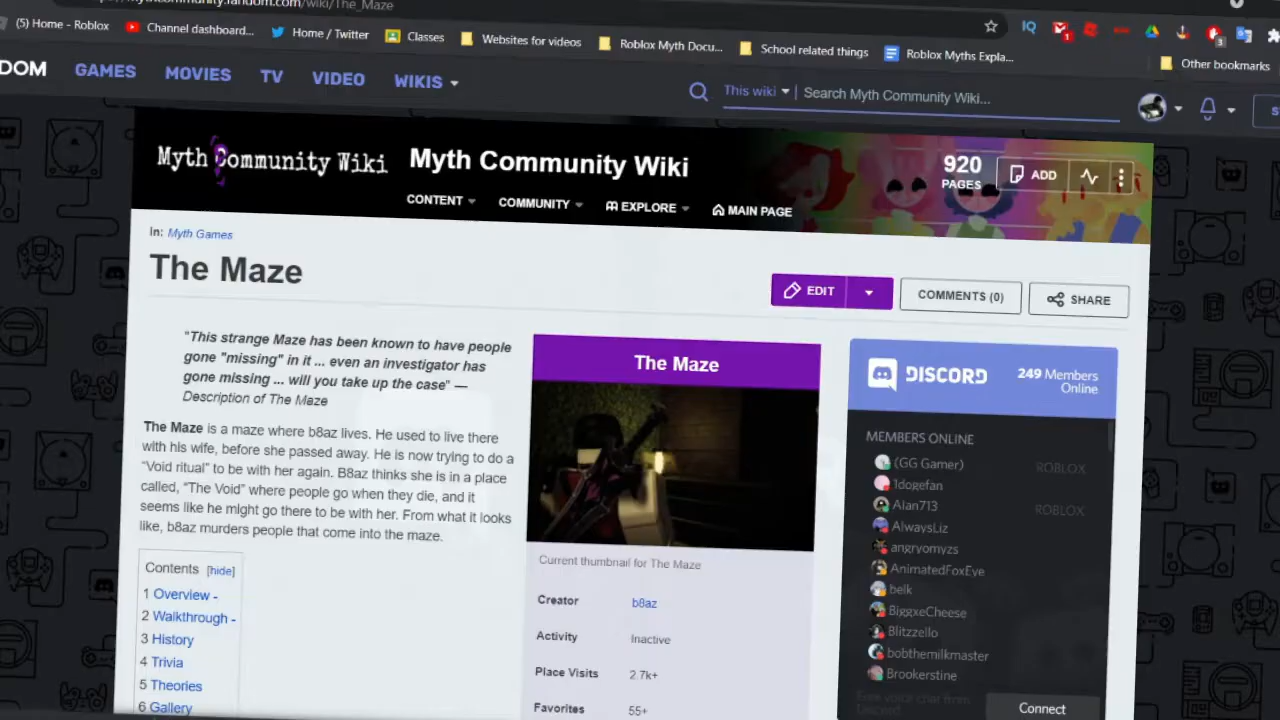 mythcommunity.fandom.com/wiki/The_Maze
(5) Home - Roblox
Channel dashboard...
Home / Twitter
Classes
Websites for videos
Roblox Myth Docu...
School related things
Roblox Myths Expla...
Other bookmarks
DOM
GAMES
MOVIES
TV
VIDEO
WIKIS
This wiki
Search Myth Community Wiki...
Myth Community Wiki
Myth Community Wiki
920
PAGES
ADD
CONTENT
COMMUNITY
EXPLORE
MAIN PAGE
In: Myth Games
The Maze
EDIT
COMMENTS (0)
SHARE
"This strange Maze has been known to have people
gone "missing" in it ... even an investigator has
gone missing ... will you take up the case" —
Description of The Maze
The Maze is a maze where b8az lives. He used to live there
with his wife, before she passed away. He is now trying to do a
"Void ritual" to be with her again. B8az thinks she is in a place
called, "The Void" where people go when they die, and it
seems like he might go there to be with her. From what it looks
like, b8az murders people that come into the maze.
Contents [hide]
1 Overview -
2 Walkthrough -
3 History
4 Trivia
5 Theories
6 Gallery
The Maze
Current thumbnail for The Maze
Creator b8az
Activity Inactive
Place Visits 2.7k+
Favorites 55+
DISCORD
249 Members
Online
MEMBERS ONLINE
(GG Gamer) ROBLOX
1dogefan
Alan713 ROBLOX
AlwaysLiz
angryomyzs
AnimatedFoxEye
belk
BiggxeCheese
Blitzzello
bobthemilkmaster
Brookerstine
Free voice chat from
Discord
Connect